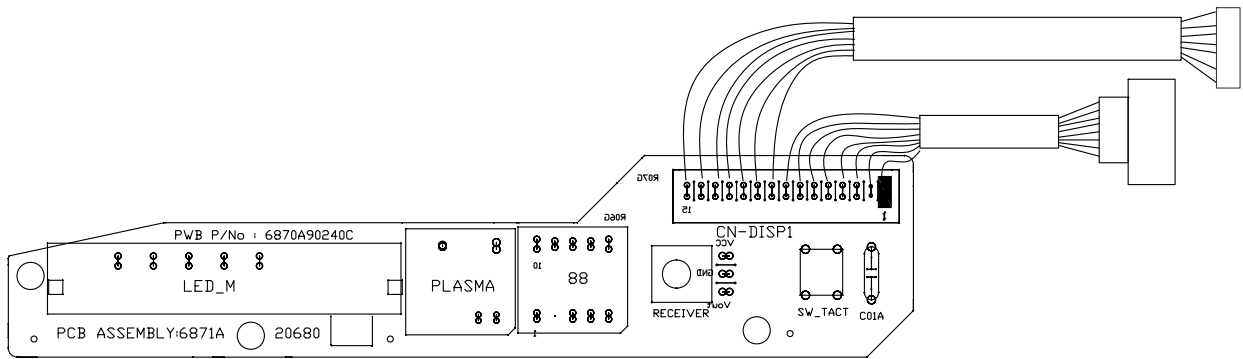 R07G
15
1
R06G
CN-DISP1
PWB P/No : 6870A90240C
VCC
10
GND
LED_M
PLASMA
88
Vout
RECEIVER
SW_TACT
C01A
1
PCB ASSEMBLY:6871A 20680